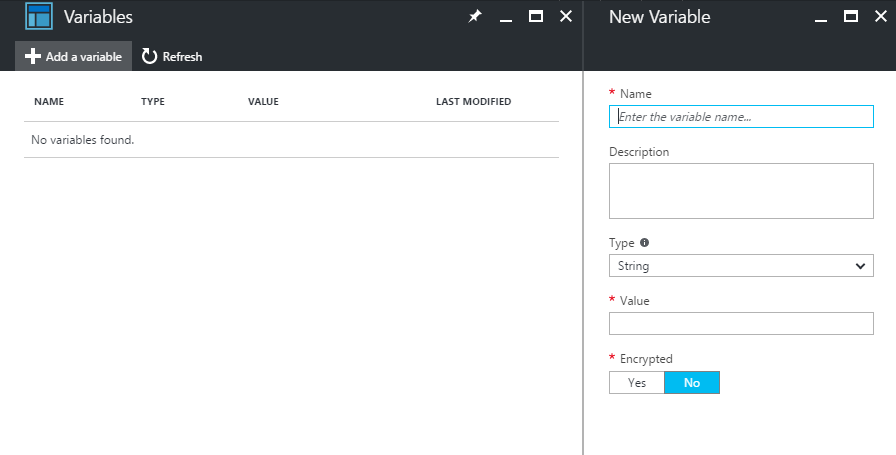 Variables
Add a variable
Refresh
NAME TYPE VALUE LAST MODIFIED
No variables found.
New Variable
* Name
Enter the variable name...
Description
Type
String
* Value
* Encrypted
Yes No